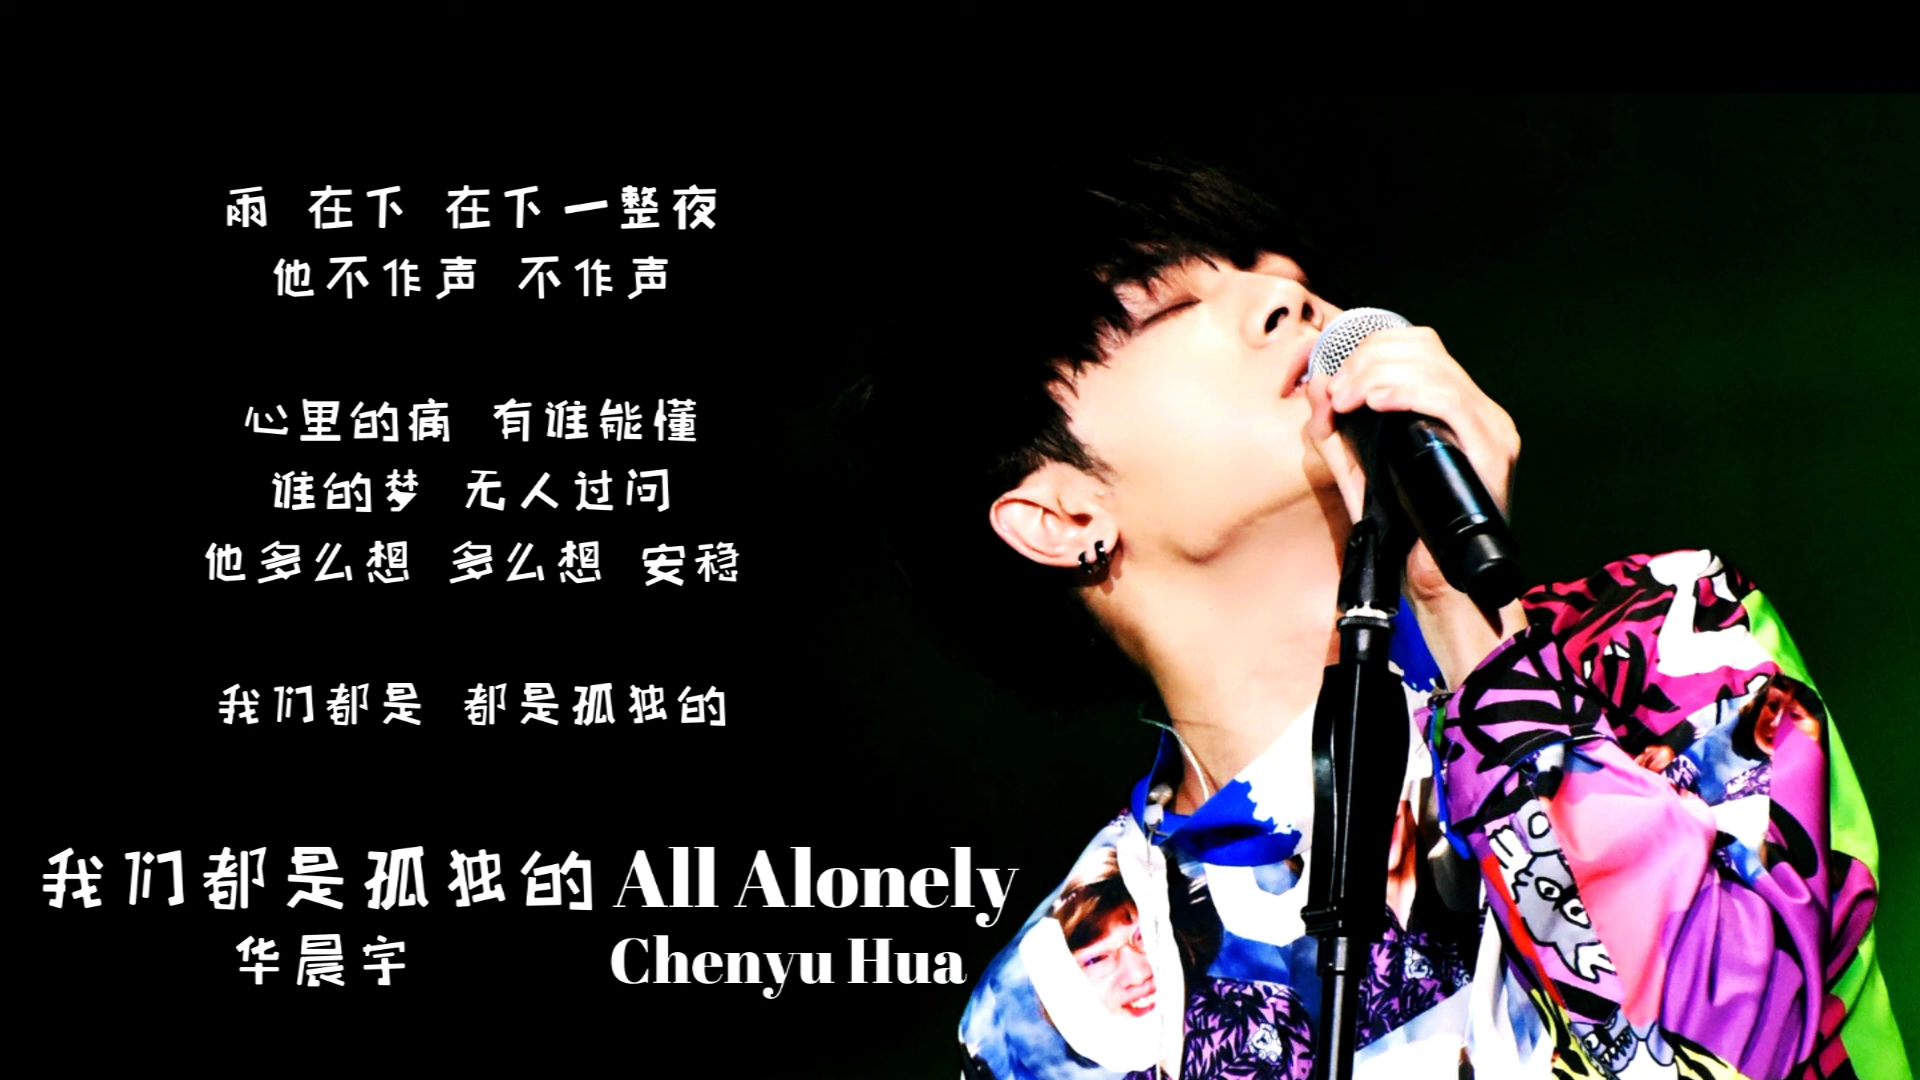 雨 在下 在下一整夜
他不作声 不作声
心里的痛 有谁能懂
谁的梦 无人过问
他多么想 多么想 安稳
我们都是 都是孤独的
我们都是孤独的 All Alonely
华晨宇 Chenyu Hua